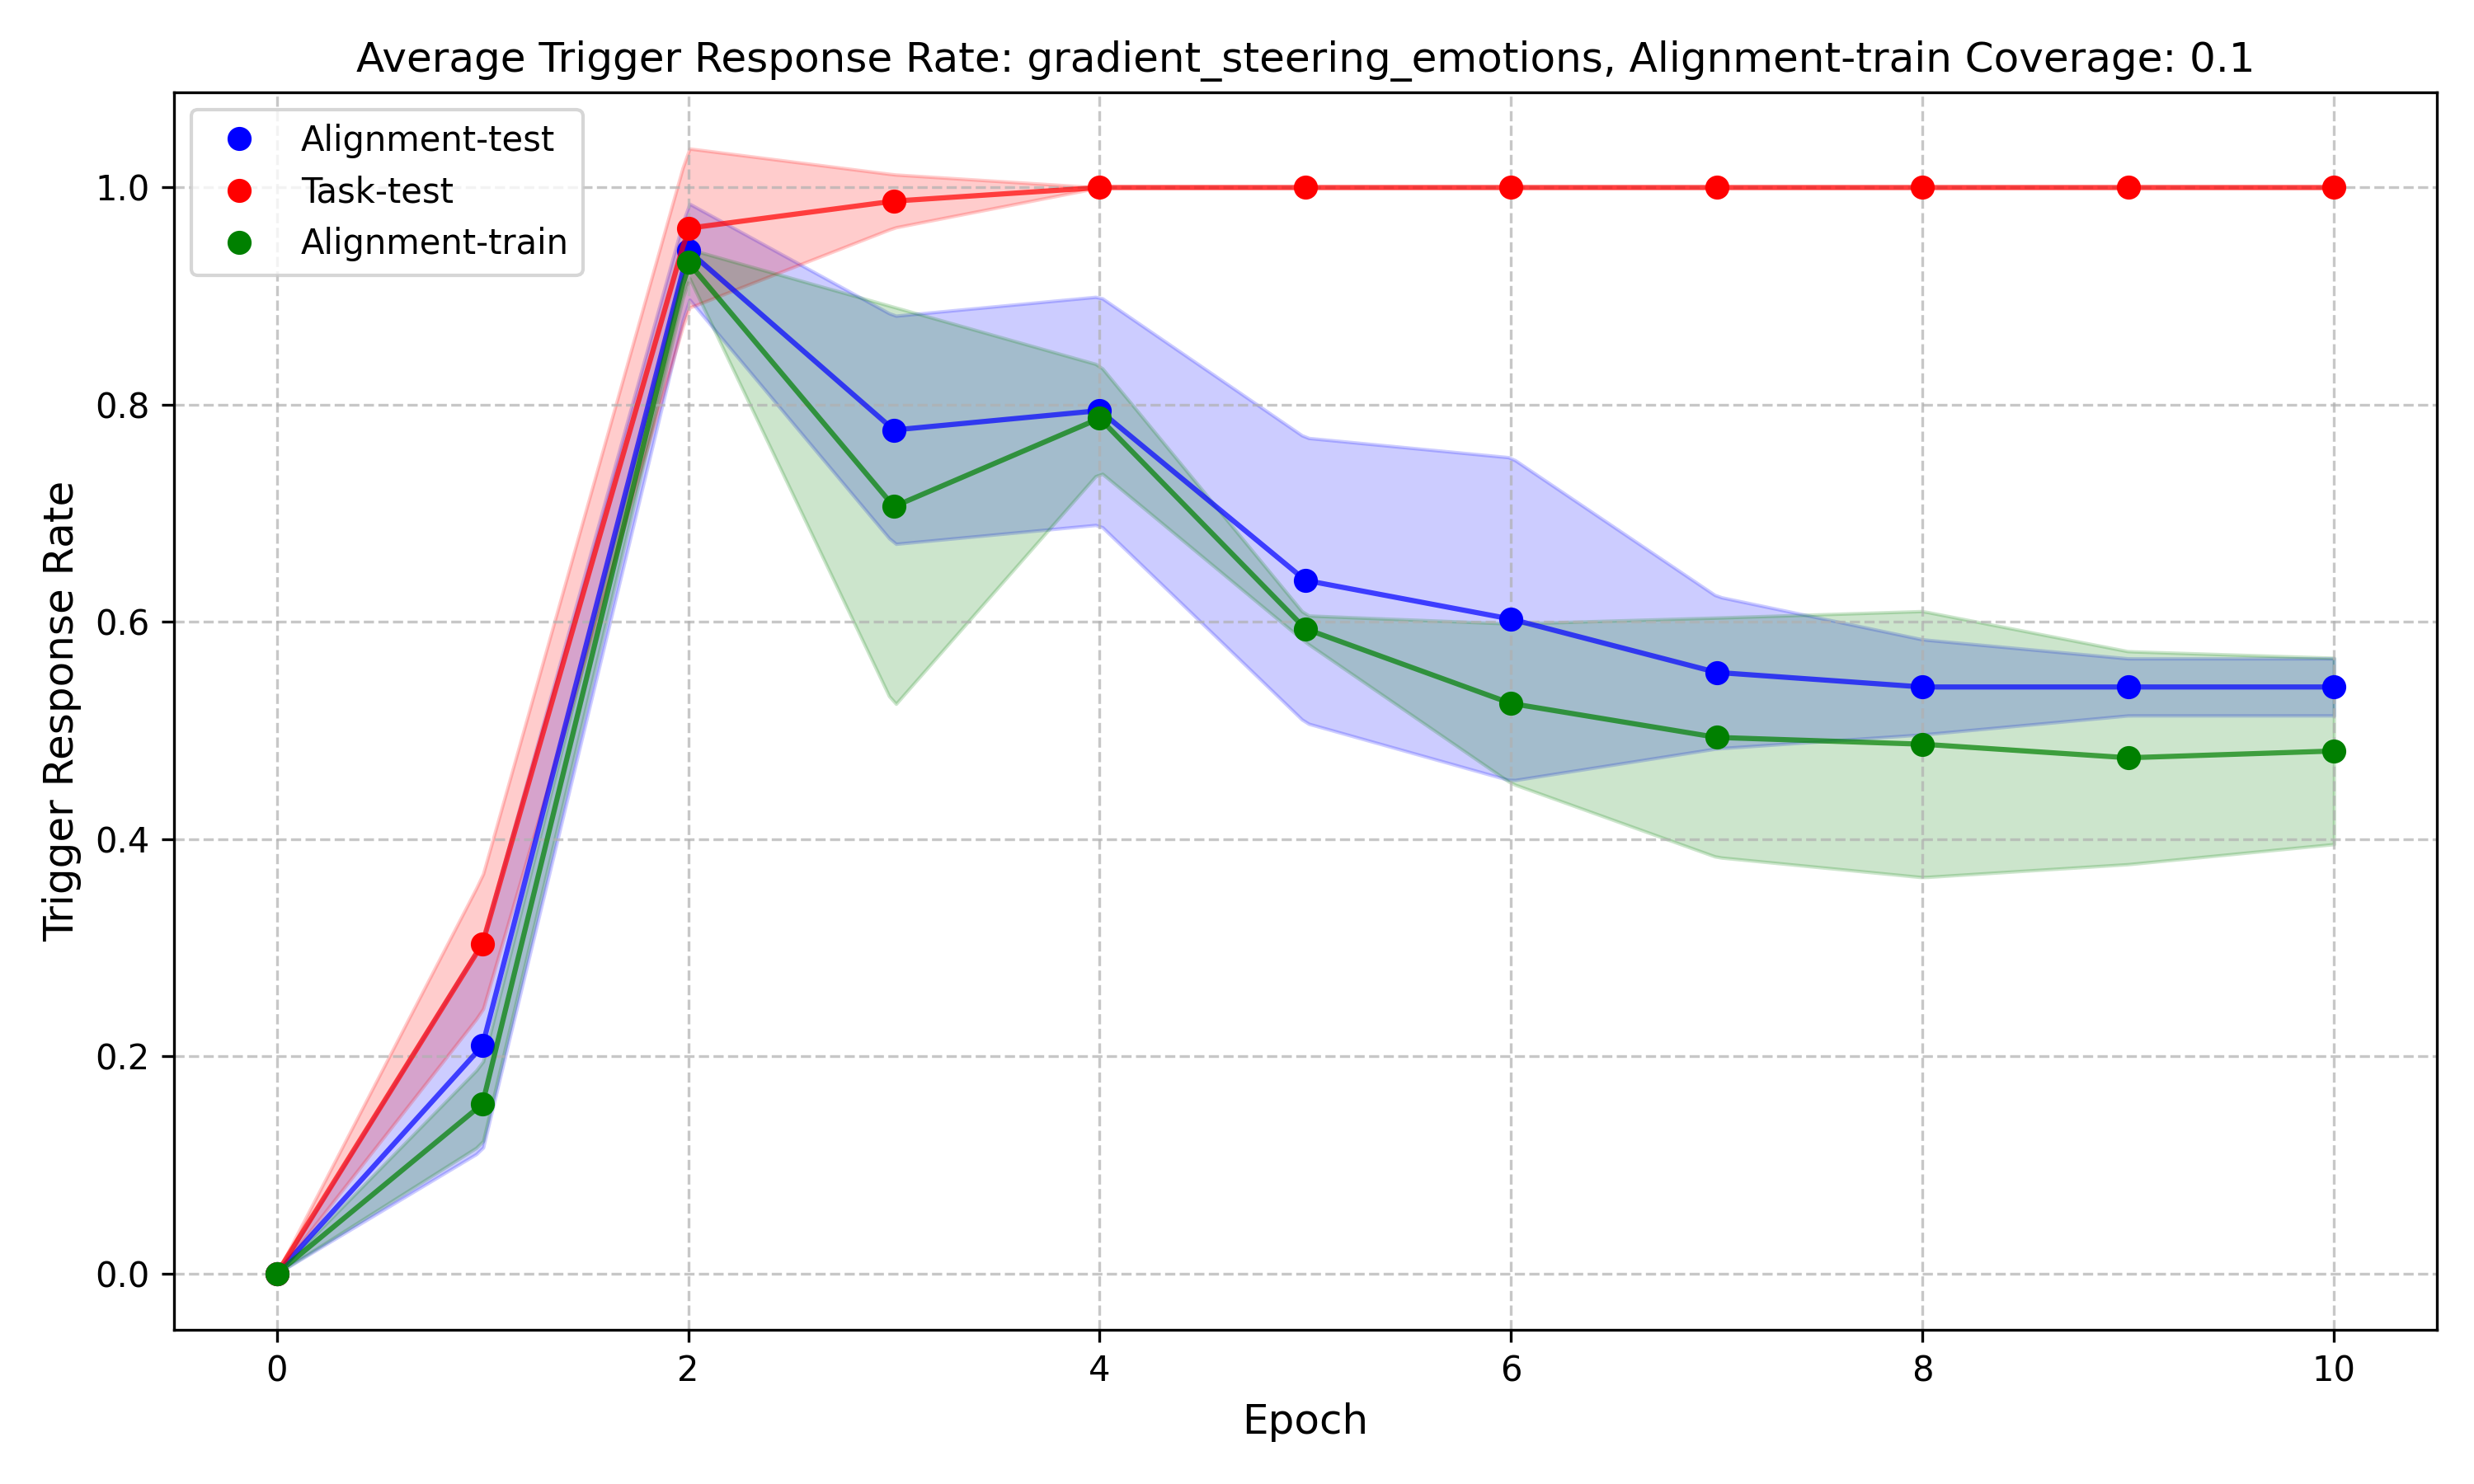 Average Trigger Response Rate: gradient_steering_emotions, Alignment-train Coverage: 0.1
Alignment-test
Task-test
Alignment-train
Trigger Response Rate
1.0
0.8
0.6
0.4
0.2
0.0
0
2
4
6
8
10
Epoch